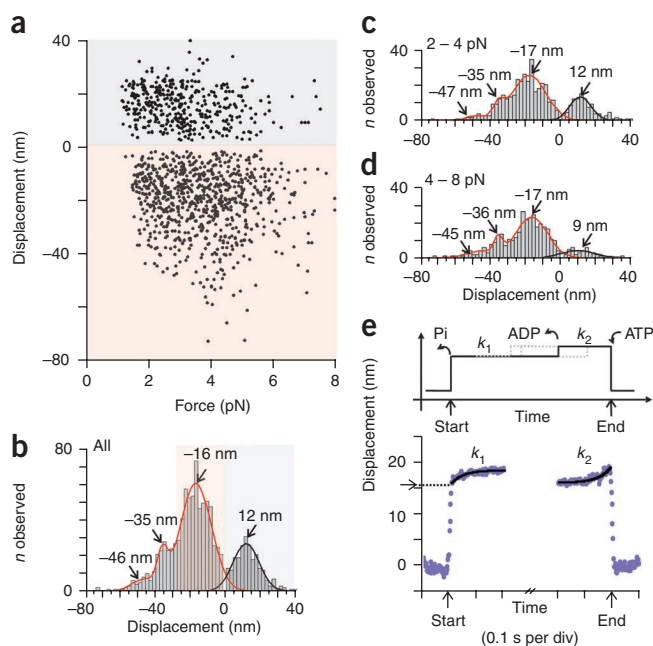 a
40
0
−40
−80
Displacement (nm)
0 2 4 6 8
Force (pN)
b
All
80
40
0
n observed
−16 nm
−35 nm
−46 nm
12 nm
−80 −40 0 40
Displacement (nm)
c
2 – 4 pN
40
20
0
n observed
−17 nm
−35 nm
−47 nm
12 nm
−80 −40 0 40
d
4 – 8 pN
40
0
n observed
−17 nm
−36 nm
−45 nm
9 nm
−80 −40 0 40
Displacement (nm)
e
Pi
k1
ADP
k2
ATP
Start
Time
End
Displacement (nm)
20
10
0
k1
k2
Start
Time
End
(0.1 s per div)